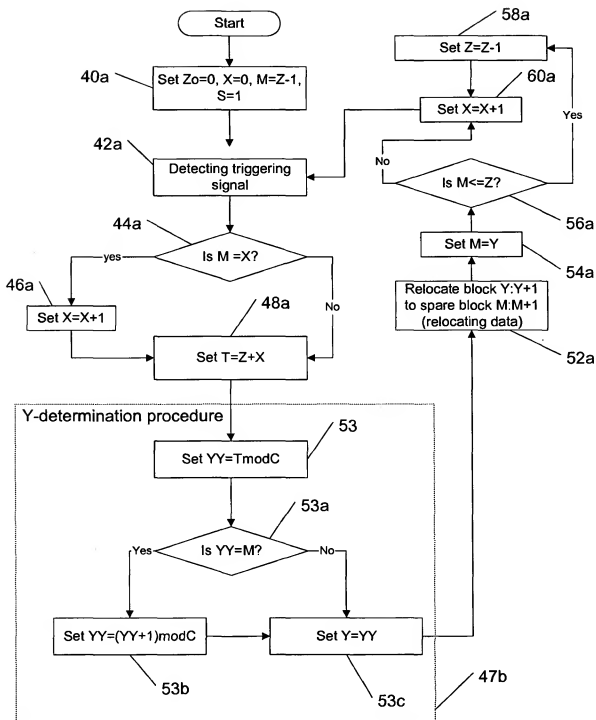 Start
40a
Set Zo=0, X=0, M=Z-1,
S=1
42a
Detecting triggering
signal
44a
Is M =X?
yes
No
46a
Set X=X+1
48a
Set T=Z+X
Y-determination procedure
53
Set YY=TmodC
53a
Is YY=M?
Yes
No
Set YY=(YY+1)modC
53b
Set Y=YY
53c
47b
58a
Set Z=Z-1
60a
Set X=X+1
Yes
No
Is M<=Z?
56a
Set M=Y
54a
Relocate block Y:Y+1
to spare block M:M+1
(relocating data)
52a